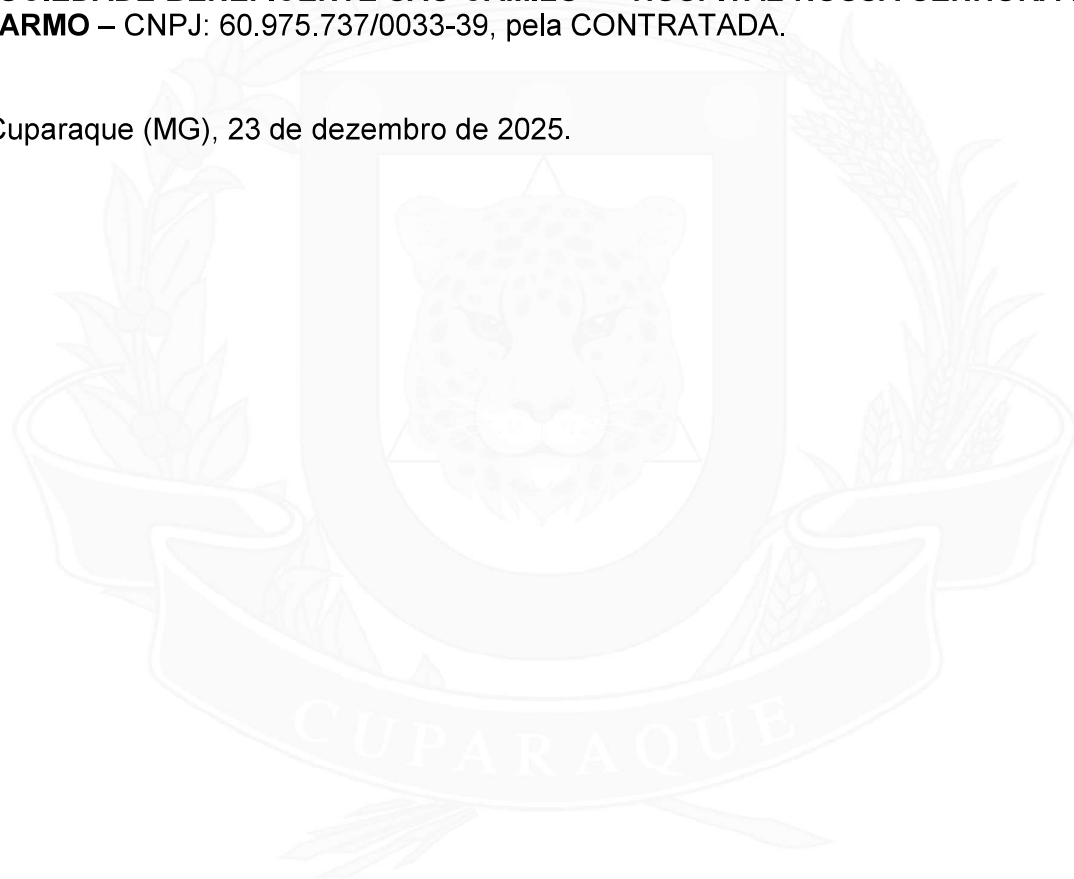 ARMO – CNPJ: 60.975.737/0033-39, pela CONTRATADA.
Cuparaque (MG), 23 de dezembro de 2025.
CUPARAQUE